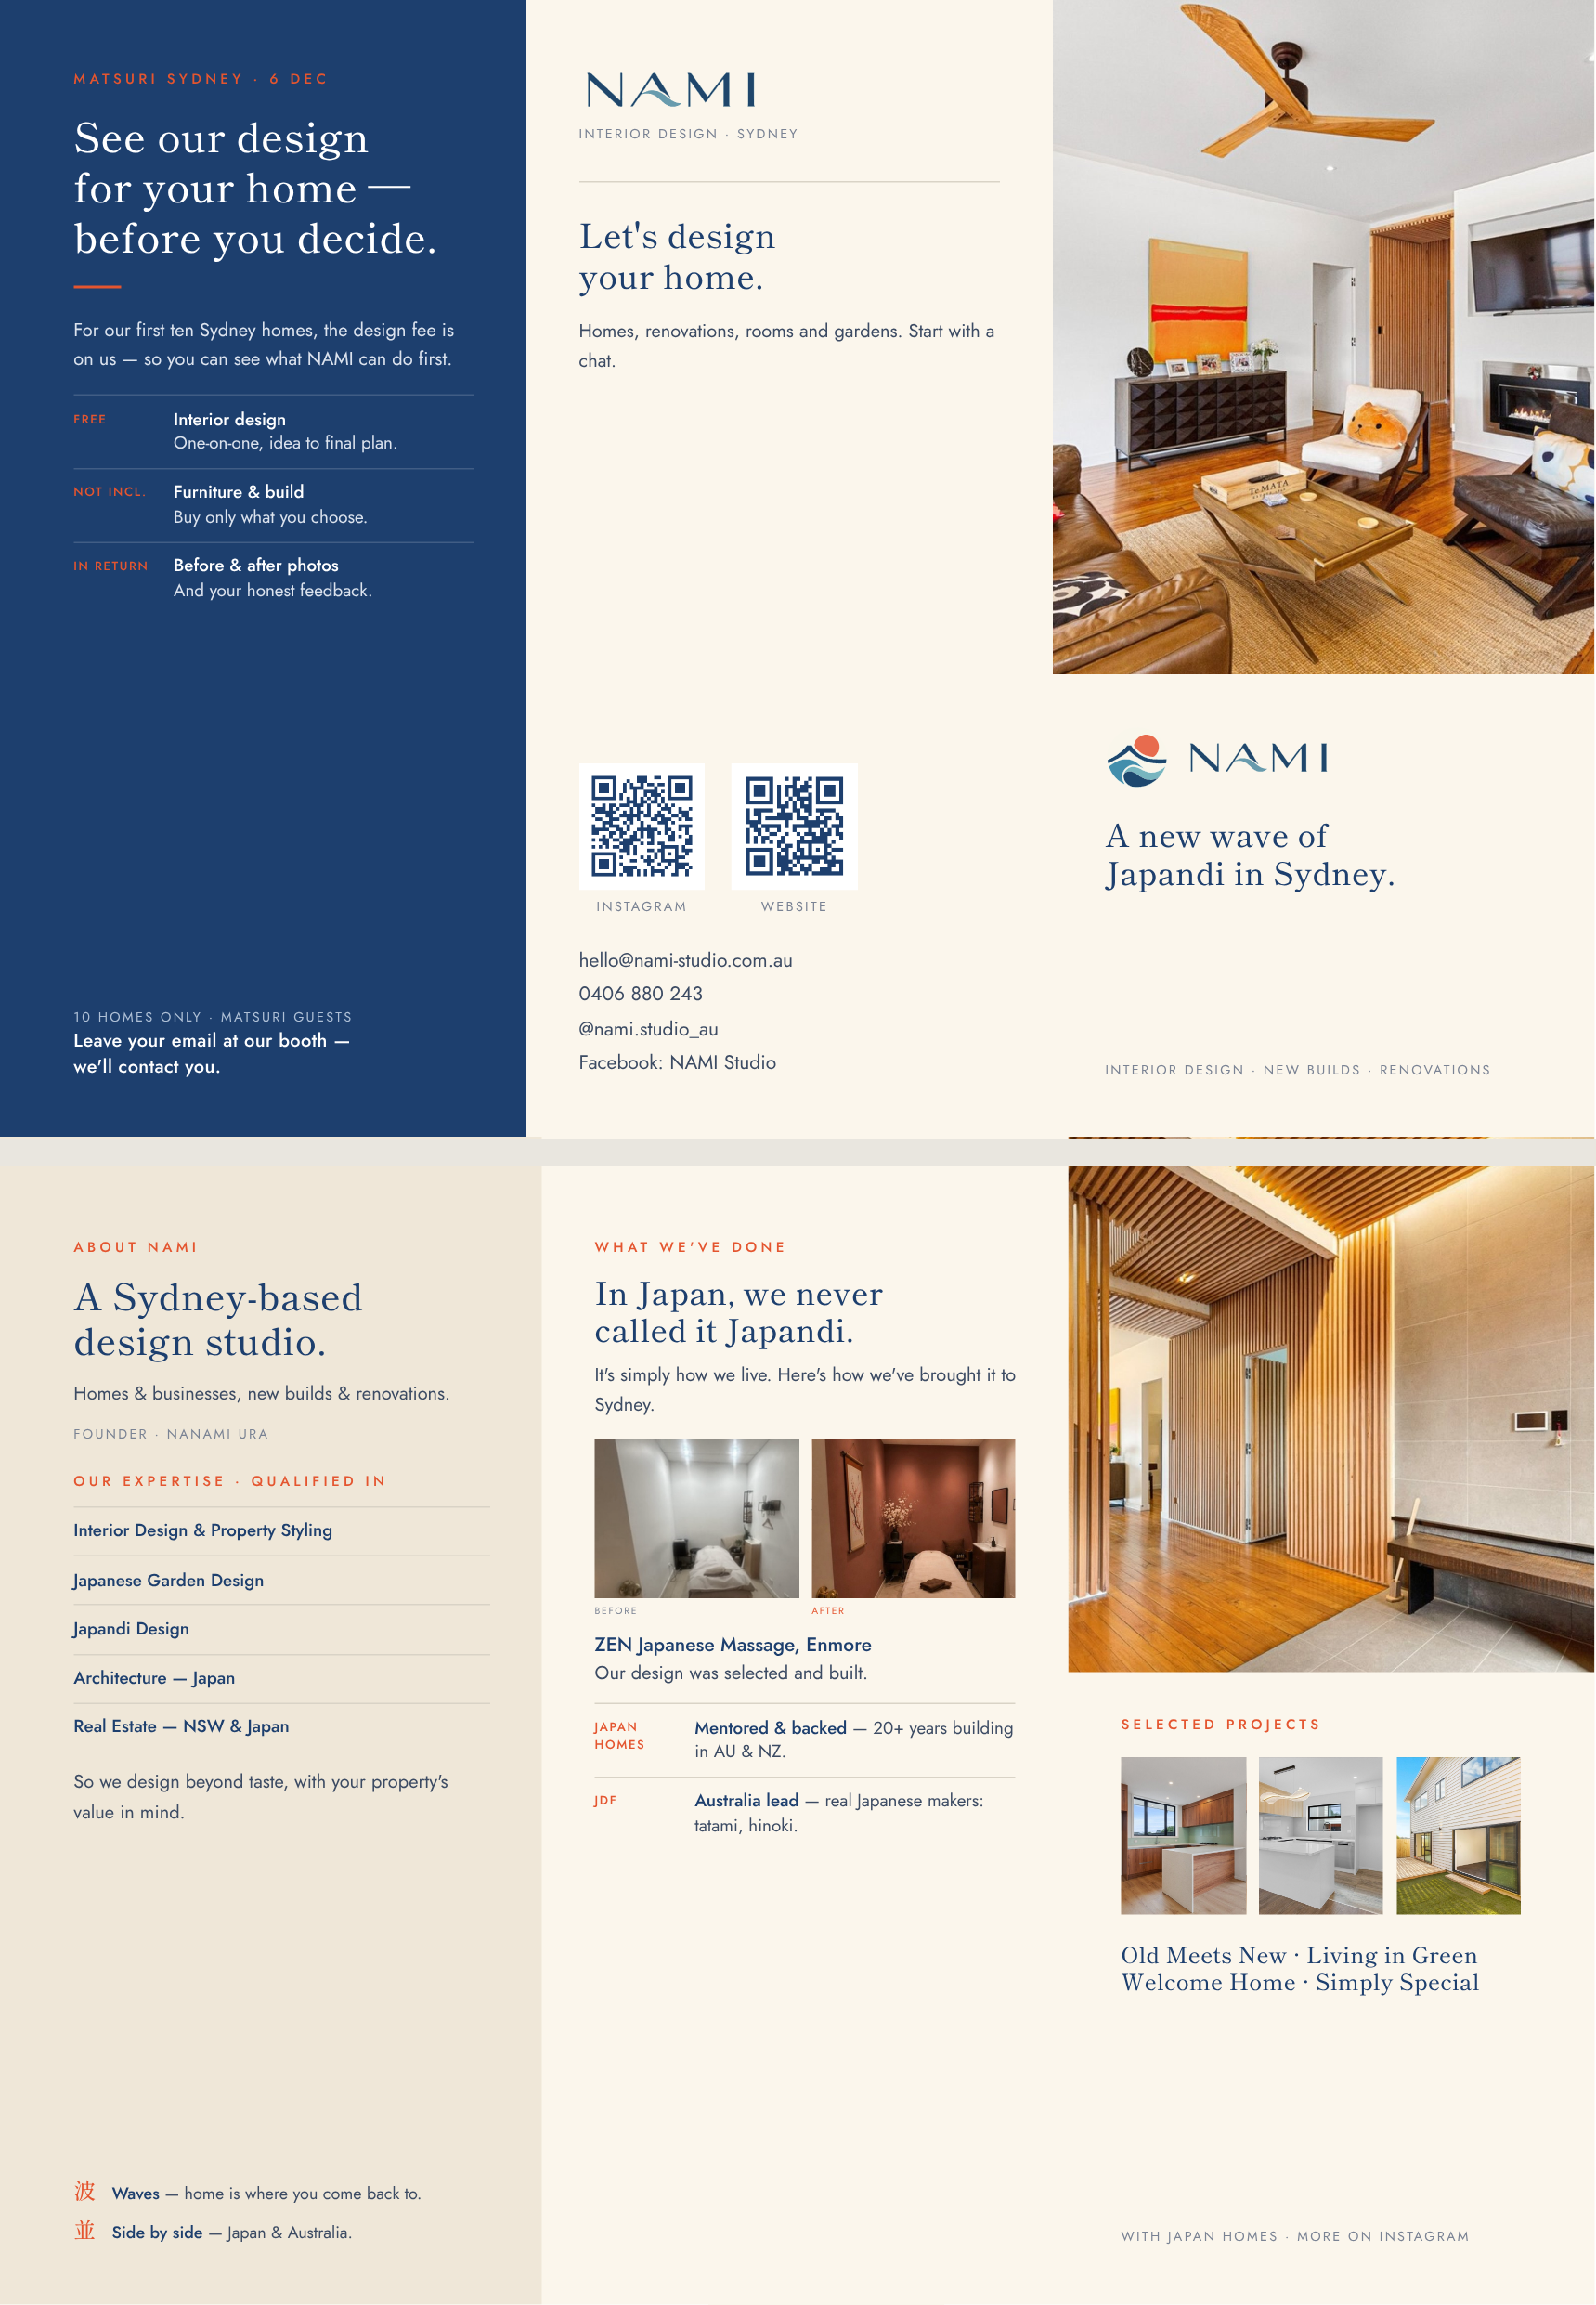 MATSURI SYDNEY · 6 DEC
See our design
for your home —
before you decide.
For our first ten Sydney homes, the design fee is
on us — so you can see what NAMI can do first.
FREE
Interior design
One-on-one, idea to final plan.
NOT INCL.
Furniture & build
Buy only what you choose.
IN RETURN
Before & after photos
And your honest feedback.
10 HOMES ONLY · MATSURI GUESTS
Leave your email at our booth —
we'll contact you.
NAMI
INTERIOR DESIGN · SYDNEY
Let's design
your home.
Homes, renovations, rooms and gardens. Start with a
chat.
INSTAGRAM
WEBSITE
hello@nami-studio.com.au
0406 880 243
@nami.studio_au
Facebook: NAMI Studio
Te MATA
NAMI
A new wave of
Japandi in Sydney.
INTERIOR DESIGN · NEW BUILDS · RENOVATIONS
ABOUT NAMI
A Sydney-based
design studio.
Homes & businesses, new builds & renovations.
FOUNDER · NANAMI URA
OUR EXPERTISE · QUALIFIED IN
Interior Design & Property Styling
Japanese Garden Design
Japandi Design
Architecture — Japan
Real Estate — NSW & Japan
So we design beyond taste, with your property's
value in mind.
波 Waves — home is where you come back to.
並 Side by side — Japan & Australia.
WHAT WE'VE DONE
In Japan, we never
called it Japandi.
It's simply how we live. Here's how we've brought it to
Sydney.
BEFORE
AFTER
ZEN Japanese Massage, Enmore
Our design was selected and built.
JAPAN
HOMES
Mentored & backed — 20+ years building
in AU & NZ.
JDF
Australia lead — real Japanese makers:
tatami, hinoki.
SELECTED PROJECTS
Old Meets New · Living in Green
Welcome Home · Simply Special
WITH JAPAN HOMES · MORE ON INSTAGRAM